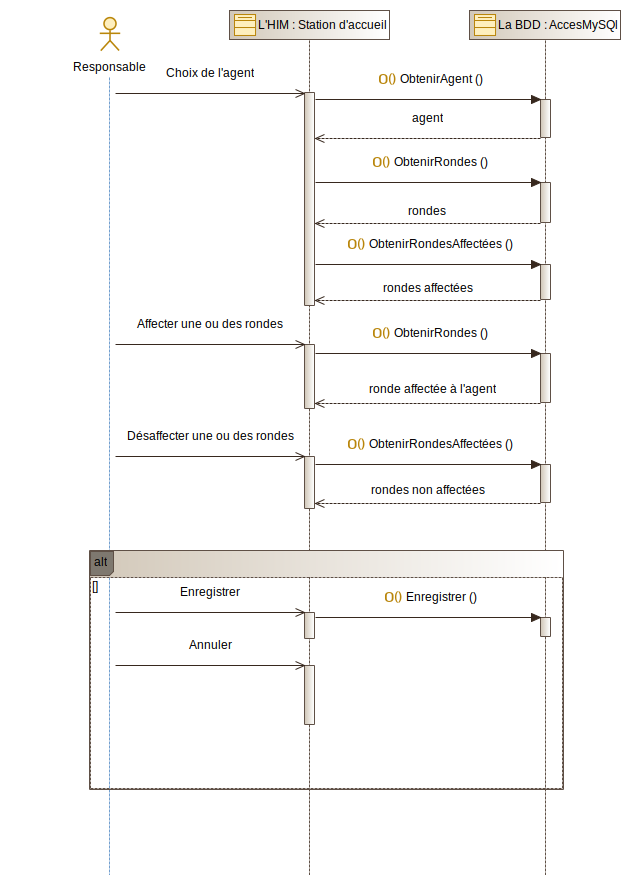 L'HIM : Station d'accueil
La BDD : AccesMySQl
Responsable
Choix de l'agent
O() ObtenirAgent ()
agent
O() ObtenirRondes ()
rondes
O() ObtenirRondesAffectées ()
rondes affectées
Affecter une ou des rondes
O() ObtenirRondes ()
ronde affectée à l'agent
Désaffecter une ou des rondes
O() ObtenirRondesAffectées ()
rondes non affectées
alt
[]
Enregistrer
O() Enregistrer ()
Annuler